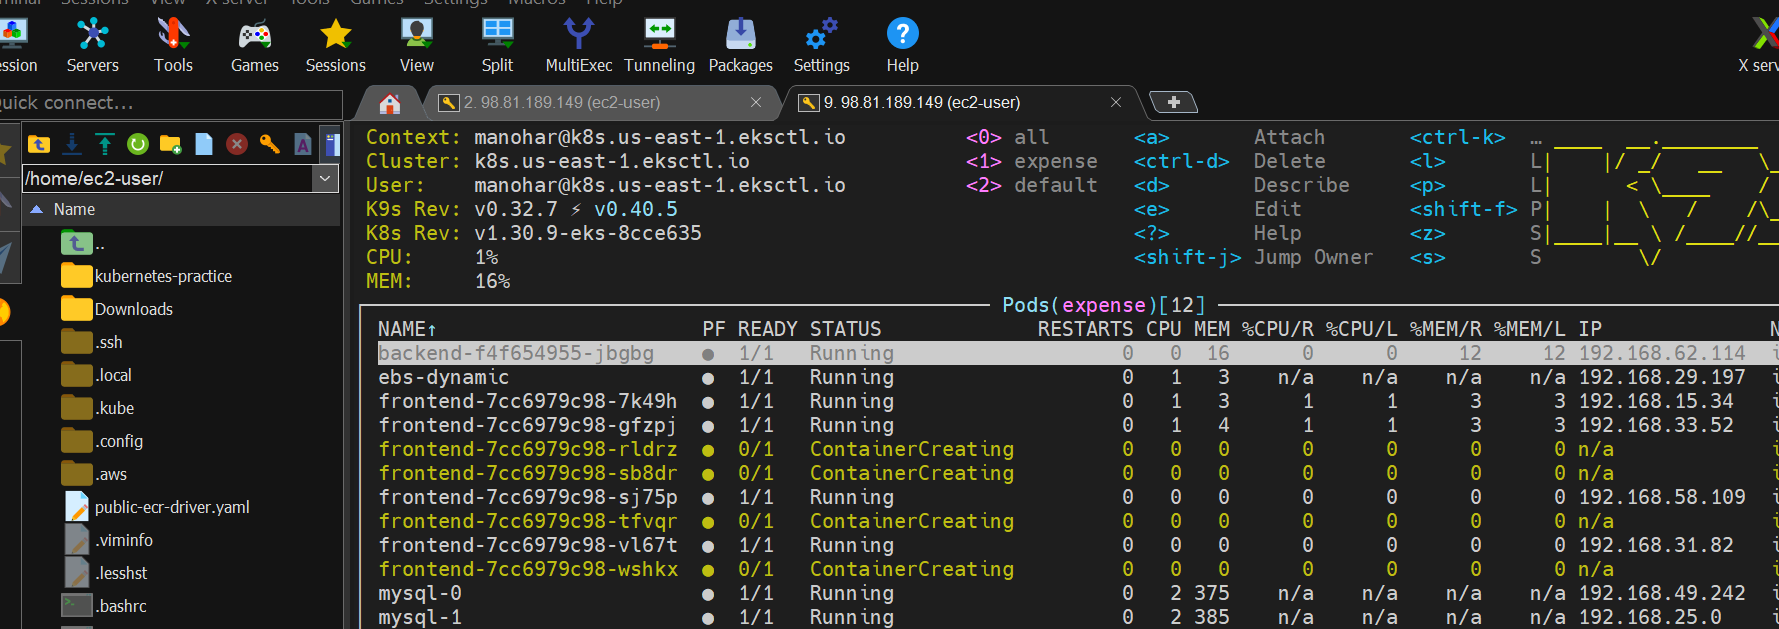 Sessions View X server Tools Games Settings Macros Help
Servers Tools Games Sessions View Split MultiExec Tunneling Packages Settings Help
Quick connect...
2. 98.81.189.149 (ec2-user)
9. 98.81.189.149 (ec2-user)
/home/ec2-user/
Name
..
kubernetes-practice
Downloads
.ssh
.local
.kube
.config
.aws
public-ecr-driver.yaml
.viminfo
.lesshst
.bashrc
Context: manohar@k8s.us-east-1.eksctl.io <0> all <a> Attach <ctrl-k> …
Cluster: k8s.us-east-1.eksctl.io <1> expense <ctrl-d> Delete <l> L
User: manohar@k8s.us-east-1.eksctl.io <2> default <d> Describe <p> L
K9s Rev: v0.32.7 ⚡ v0.40.5 <e> Edit <shift-f> P
K8s Rev: v1.30.9-eks-8cce635 <?> Help <z> S
CPU: 1% <shift-j> Jump Owner <s> S
MEM: 16%
Pods(expense)[12]
NAME↑ PF READY STATUS RESTARTS CPU MEM %CPU/R %CPU/L %MEM/R %MEM/L IP
backend-f4f654955-jbgbg ● 1/1 Running 0 0 16 0 0 12 12 192.168.62.114
ebs-dynamic ● 1/1 Running 0 1 3 n/a n/a n/a n/a 192.168.29.197
frontend-7cc6979c98-7k49h ● 1/1 Running 0 1 3 1 1 3 3 192.168.15.34
frontend-7cc6979c98-gfzpj ● 1/1 Running 0 1 4 1 1 3 3 192.168.33.52
frontend-7cc6979c98-rldrz ● 0/1 ContainerCreating 0 0 0 0 0 0 0 n/a
frontend-7cc6979c98-sb8dr ● 0/1 ContainerCreating 0 0 0 0 0 0 0 n/a
frontend-7cc6979c98-sj75p ● 1/1 Running 0 0 0 0 0 0 0 192.168.58.109
frontend-7cc6979c98-tfvqr ● 0/1 ContainerCreating 0 0 0 0 0 0 0 n/a
frontend-7cc6979c98-vl67t ● 1/1 Running 0 0 0 0 0 0 0 192.168.31.82
frontend-7cc6979c98-wshkx ● 0/1 ContainerCreating 0 0 0 0 0 0 0 n/a
mysql-0 ● 1/1 Running 0 2 375 n/a n/a n/a n/a 192.168.49.242
mysql-1 ● 1/1 Running 0 2 385 n/a n/a n/a n/a 192.168.25.0